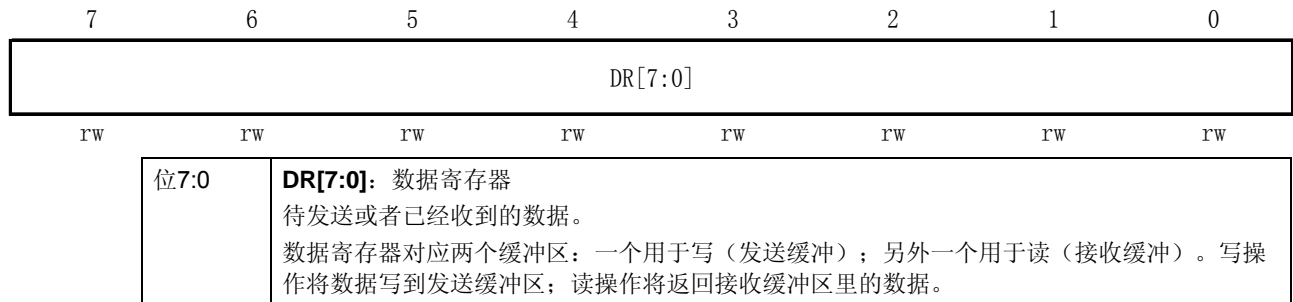 7 6 5 4 3 2 1 0
DR[7:0]
rw rw rw rw rw rw rw rw
位7:0 DR[7:0]：数据寄存器
待发送或者已经收到的数据。
数据寄存器对应两个缓冲区：一个用于写（发送缓冲）；另外一个用于读（接收缓冲）。写操
作将数据写到发送缓冲区；读操作将返回接收缓冲区里的数据。